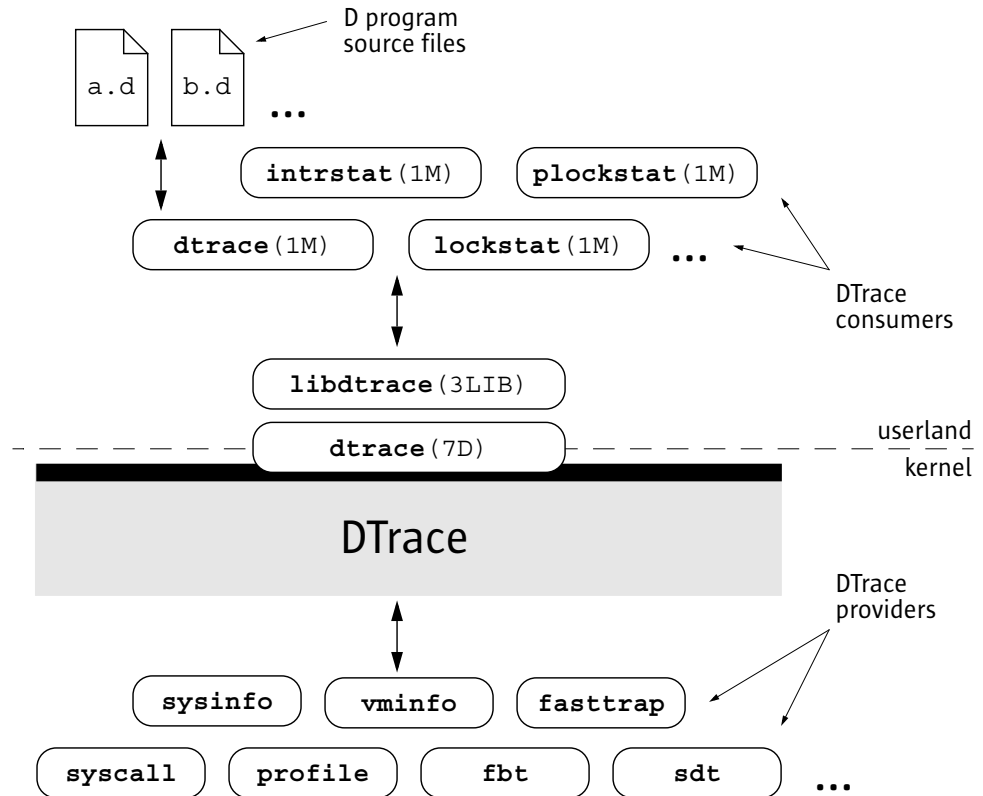 D program
source files
a.d
b.d
...
intrstat(1M)
plockstat(1M)
dtrace(1M)
lockstat(1M)
...
DTrace
consumers
libdtrace(3LIB)
userland
dtrace(7D)
kernel
DTrace
DTrace
providers
sysinfo
vminfo
fasttrap
syscall
profile
fbt
sdt
...